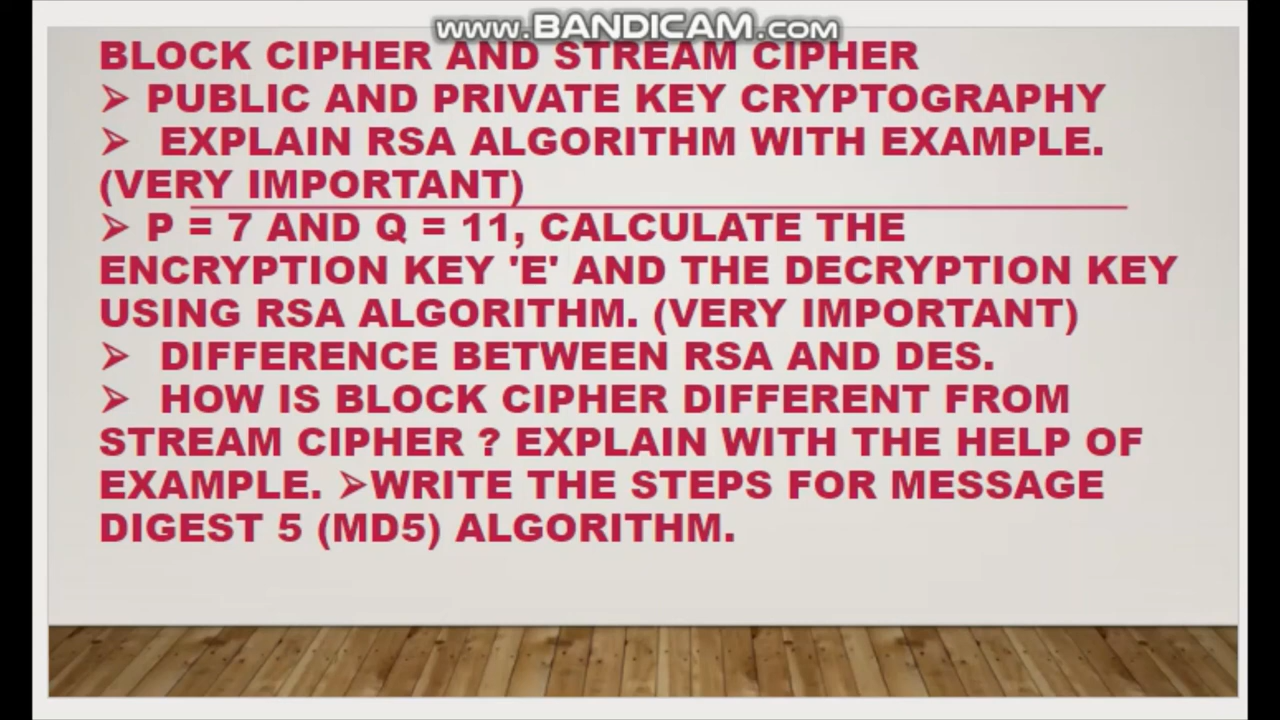 www.BANDICAM.com
BLOCK CIPHER AND STREAM CIPHER
➢ PUBLIC AND PRIVATE KEY CRYPTOGRAPHY
➢ EXPLAIN RSA ALGORITHM WITH EXAMPLE.
(VERY IMPORTANT)
➢ P = 7 AND Q = 11, CALCULATE THE
ENCRYPTION KEY 'E' AND THE DECRYPTION KEY
USING RSA ALGORITHM. (VERY IMPORTANT)
➢ DIFFERENCE BETWEEN RSA AND DES.
➢ HOW IS BLOCK CIPHER DIFFERENT FROM
STREAM CIPHER ? EXPLAIN WITH THE HELP OF
EXAMPLE. ➢WRITE THE STEPS FOR MESSAGE
DIGEST 5 (MD5) ALGORITHM.